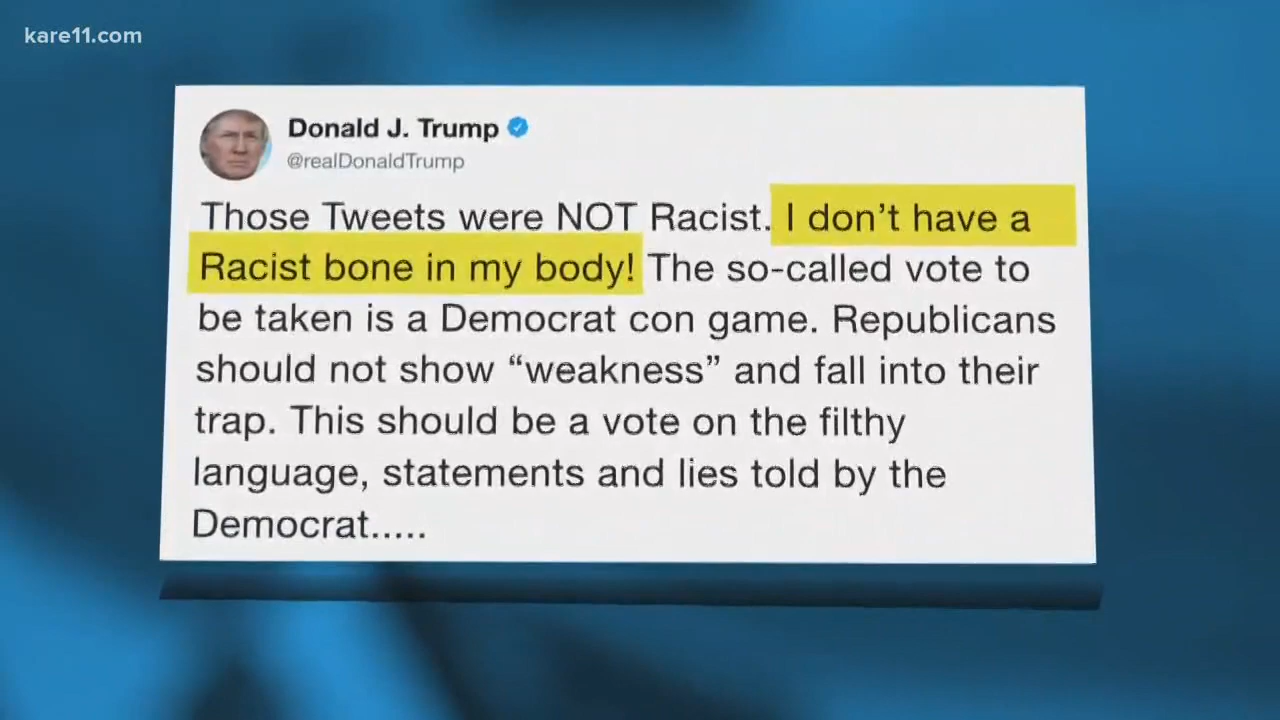 kare11.com
Donald J. Trump
@realDonaldTrump
Those Tweets were NOT Racist. I don’t have a
Racist bone in my body! The so-called vote to
be taken is a Democrat con game. Republicans
should not show “weakness” and fall into their
trap. This should be a vote on the filthy
language, statements and lies told by the
Democrat.....